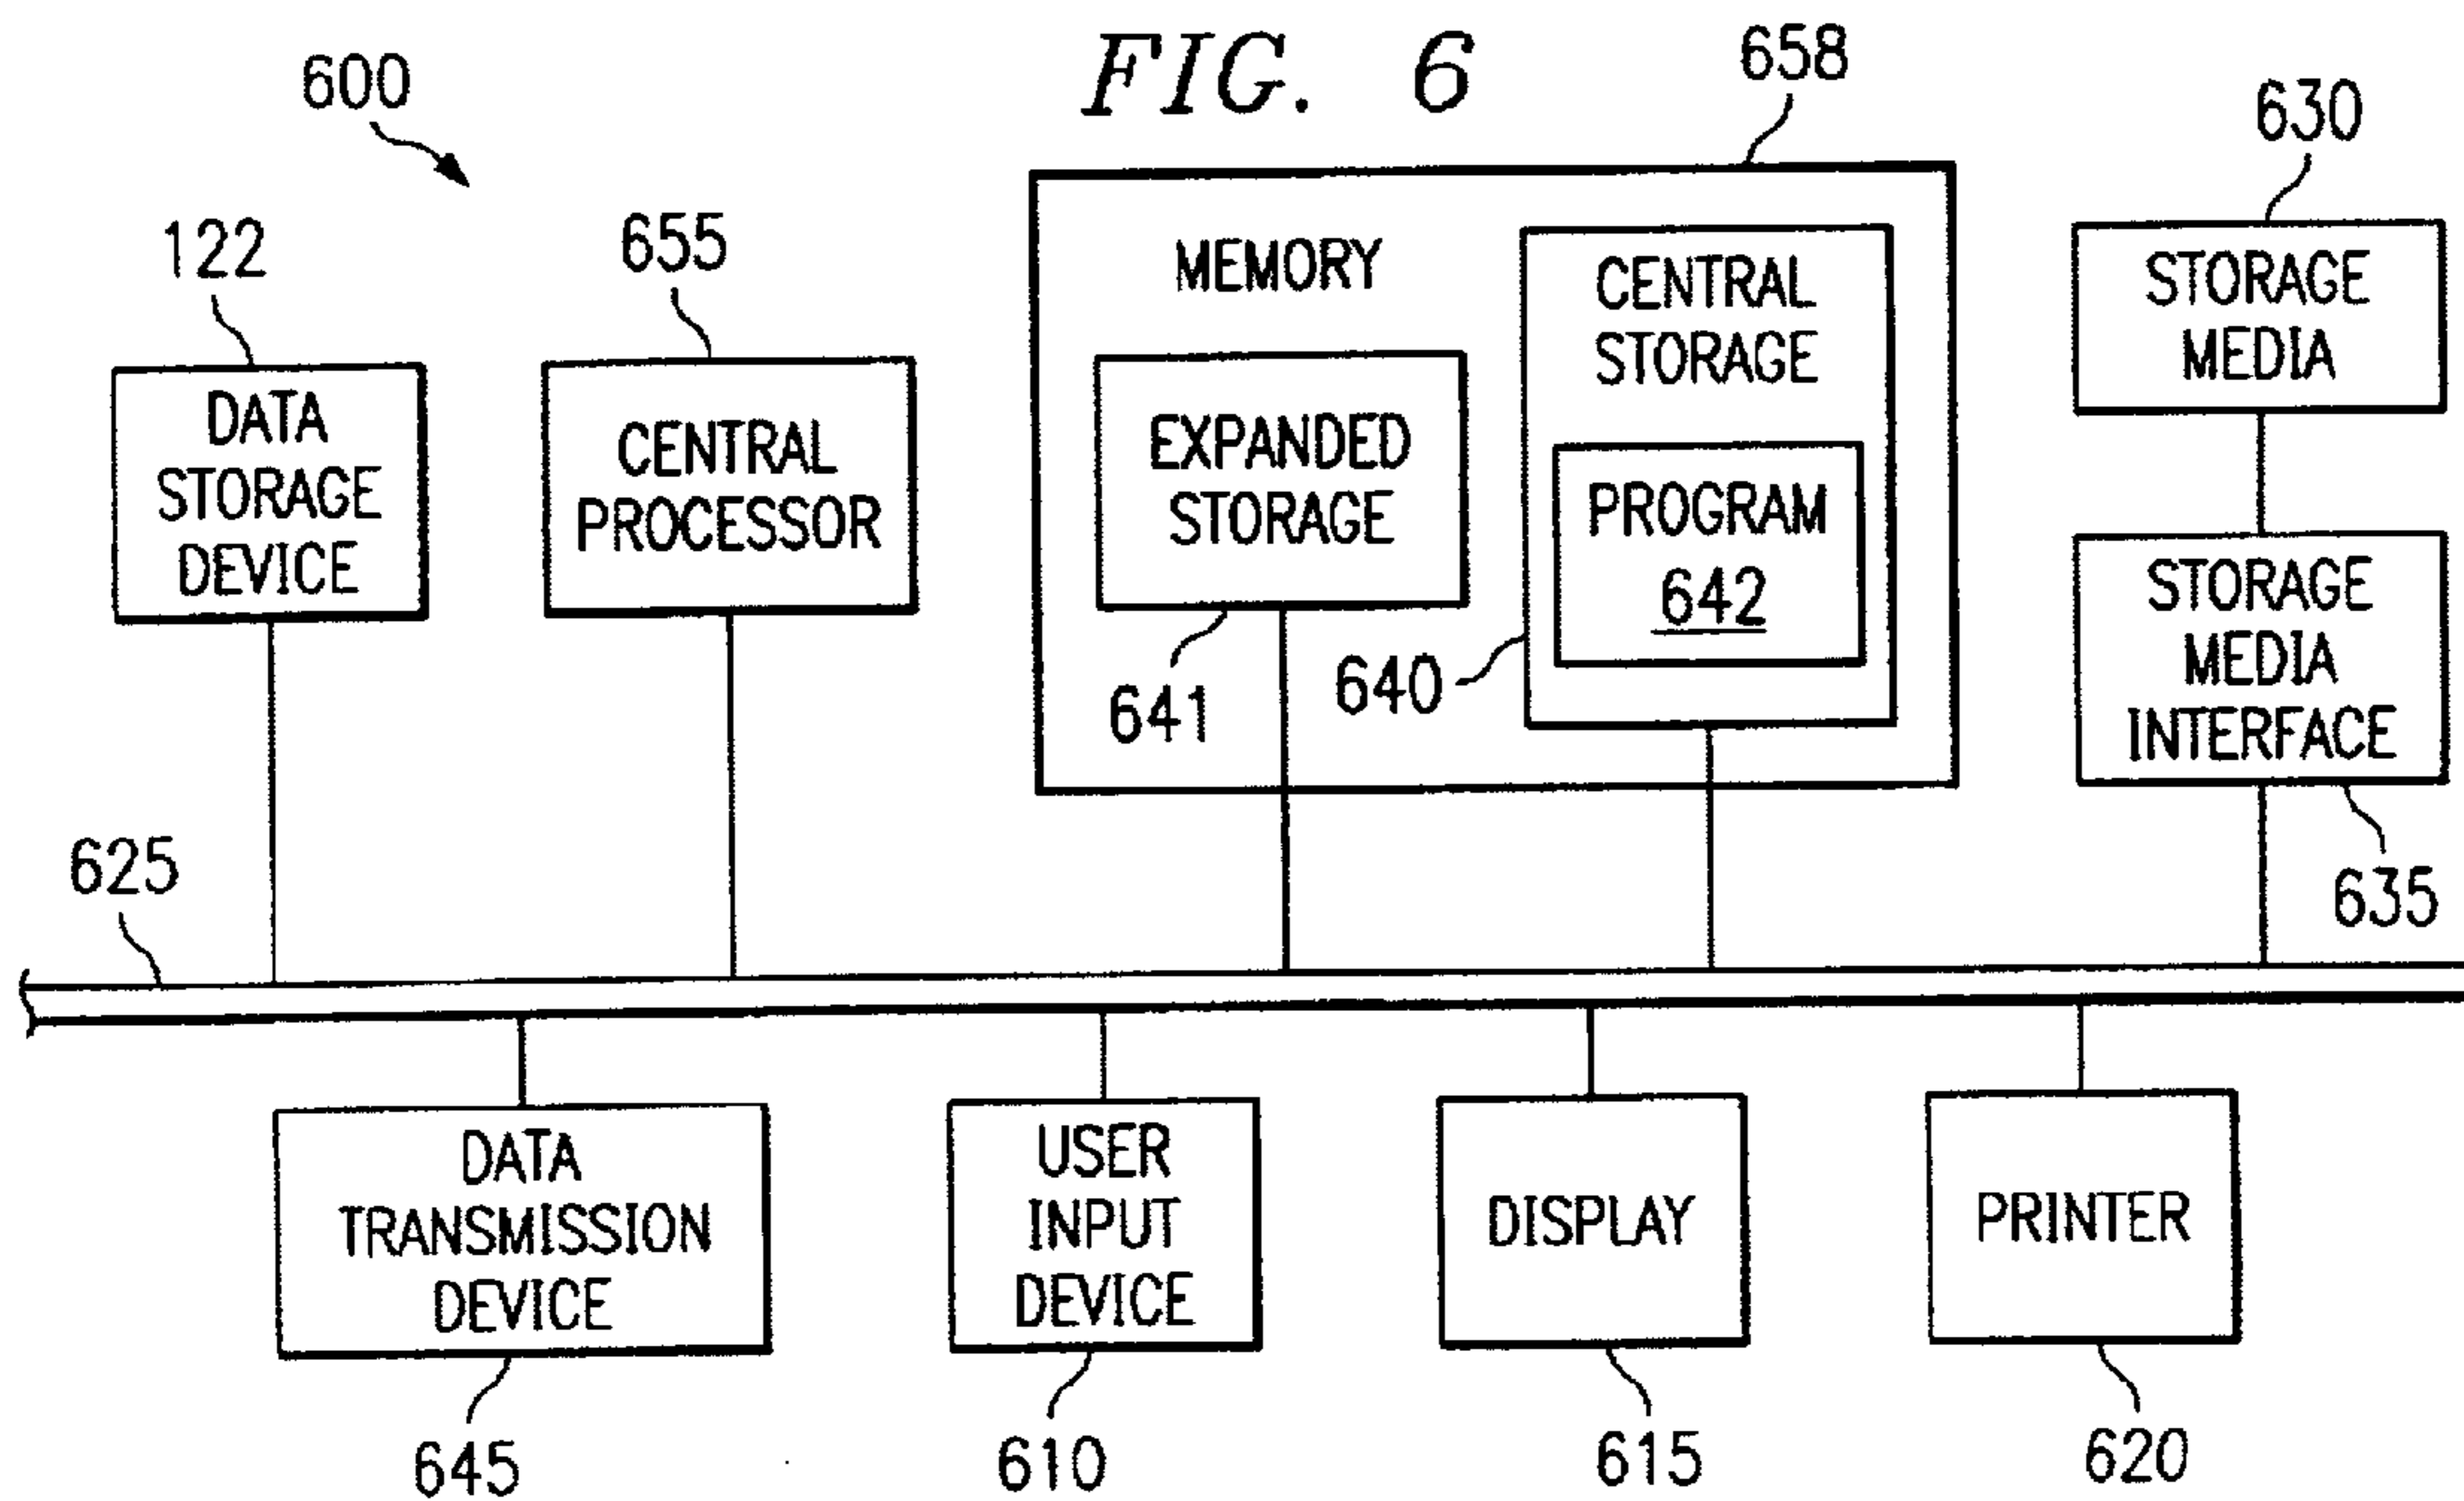 FIG. 6
600
658
630
122
655
MEMORY
CENTRAL
STORAGE
STORAGE
MEDIA
DATA
STORAGE
DEVICE
CENTRAL
PROCESSOR
EXPANDED
STORAGE
PROGRAM
642
641
640
STORAGE
MEDIA
INTERFACE
625
635
DATA
TRANSMISSION
DEVICE
USER
INPUT
DEVICE
DISPLAY
PRINTER
645
610
615
620